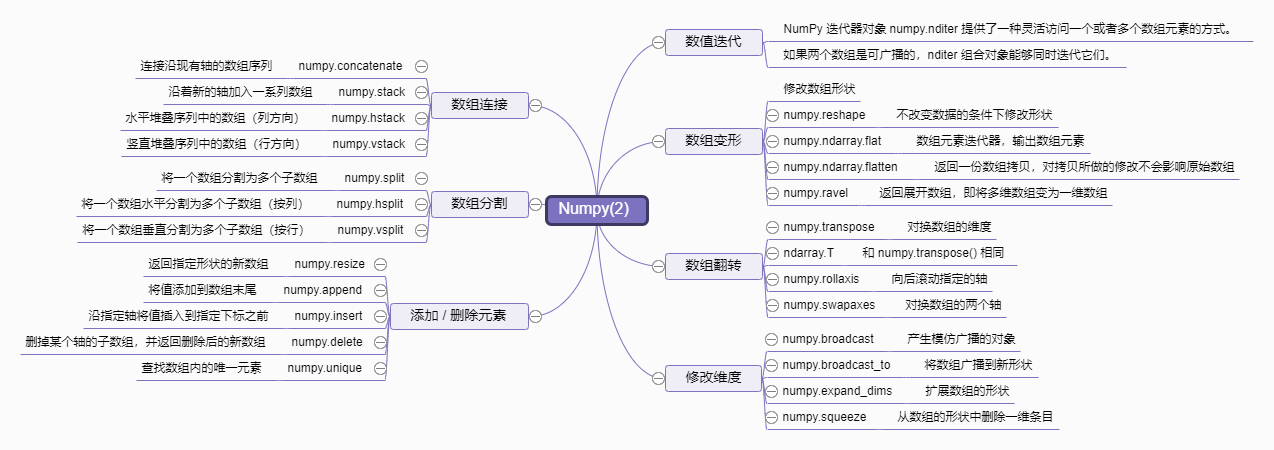 Numpy(2)
数值迭代
NumPy 迭代器对象 numpy.nditer 提供了一种灵活访问一个或者多个数组元素的方式。
如果两个数组是可广播的，nditer 组合对象能够同时迭代它们。
数组变形
修改数组形状
numpy.reshape 不改变数据的条件下修改形状
numpy.ndarray.flat 数组元素迭代器，输出数组元素
numpy.ndarray.flatten 返回一份数组拷贝，对拷贝所做的修改不会影响原始数组
numpy.ravel 返回展开数组，即将多维数组变为一维数组
数组翻转
numpy.transpose 对换数组的维度
ndarray.T 和 numpy.transpose() 相同
numpy.rollaxis 向后滚动指定的轴
numpy.swapaxes 对换数组的两个轴
修改维度
numpy.broadcast 产生模仿广播的对象
numpy.broadcast_to 将数组广播到新形状
numpy.expand_dims 扩展数组的形状
numpy.squeeze 从数组的形状中删除一维条目
数组连接
连接沿现有轴的数组序列 numpy.concatenate
沿着新的轴加入一系列数组 numpy.stack
水平堆叠序列中的数组（列方向） numpy.hstack
竖直堆叠序列中的数组（行方向） numpy.vstack
数组分割
将一个数组分割为多个子数组 numpy.split
将一个数组水平分割为多个子数组（按列） numpy.hsplit
将一个数组垂直分割为多个子数组（按行） numpy.vsplit
添加 / 删除元素
返回指定形状的新数组 numpy.resize
将值添加到数组末尾 numpy.append
沿指定轴将值插入到指定下标之前 numpy.insert
删掉某个轴的子数组，并返回删除后的新数组 numpy.delete
查找数组内的唯一元素 numpy.unique